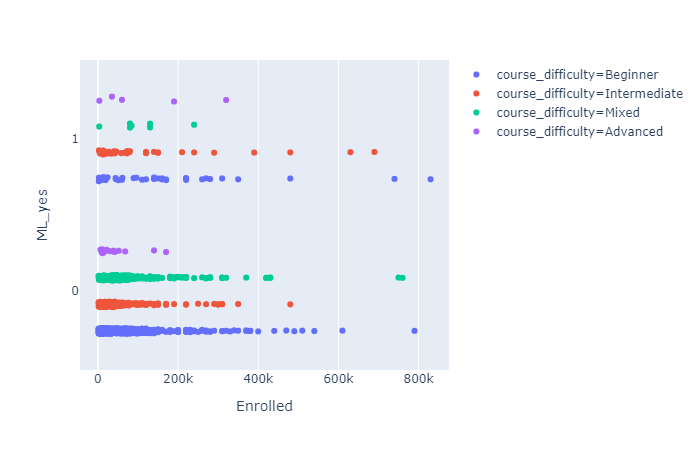 course_difficulty=Beginner
course_difficulty=Intermediate
course_difficulty=Mixed
course_difficulty=Advanced
1
0
ML_yes
0
200k
400k
600k
800k
Enrolled